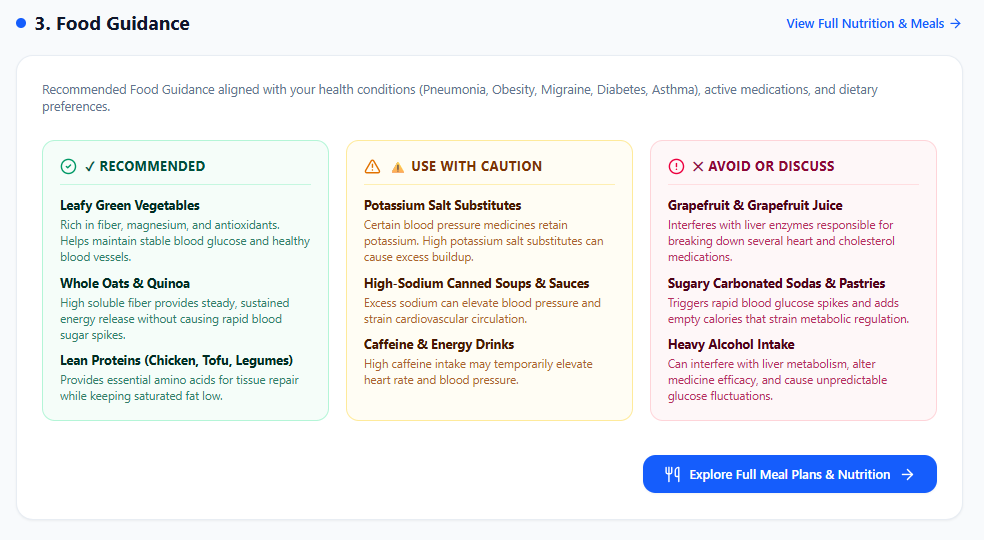 3. Food Guidance
View Full Nutrition & Meals →
Recommended Food Guidance aligned with your health conditions (Pneumonia, Obesity, Migraine, Diabetes, Asthma), active medications, and dietary
preferences.
✓ RECOMMENDED
Leafy Green Vegetables
Rich in fiber, magnesium, and antioxidants.
Helps maintain stable blood glucose and healthy
blood vessels.
Whole Oats & Quinoa
High soluble fiber provides steady, sustained
energy release without causing rapid blood
sugar spikes.
Lean Proteins (Chicken, Tofu, Legumes)
Provides essential amino acids for tissue repair
while keeping saturated fat low.
⚠ USE WITH CAUTION
Potassium Salt Substitutes
Certain blood pressure medicines retain
potassium. High potassium salt substitutes can
cause excess buildup.
High-Sodium Canned Soups & Sauces
Excess sodium can elevate blood pressure and
strain cardiovascular circulation.
Caffeine & Energy Drinks
High caffeine intake may temporarily elevate
heart rate and blood pressure.
✕ AVOID OR DISCUSS
Grapefruit & Grapefruit Juice
Interferes with liver enzymes responsible for
breaking down several heart and cholesterol
medications.
Sugary Carbonated Sodas & Pastries
Triggers rapid blood glucose spikes and adds
empty calories that strain metabolic regulation.
Heavy Alcohol Intake
Can interfere with liver metabolism, alter
medicine efficacy, and cause unpredictable
glucose fluctuations.
Explore Full Meal Plans & Nutrition →